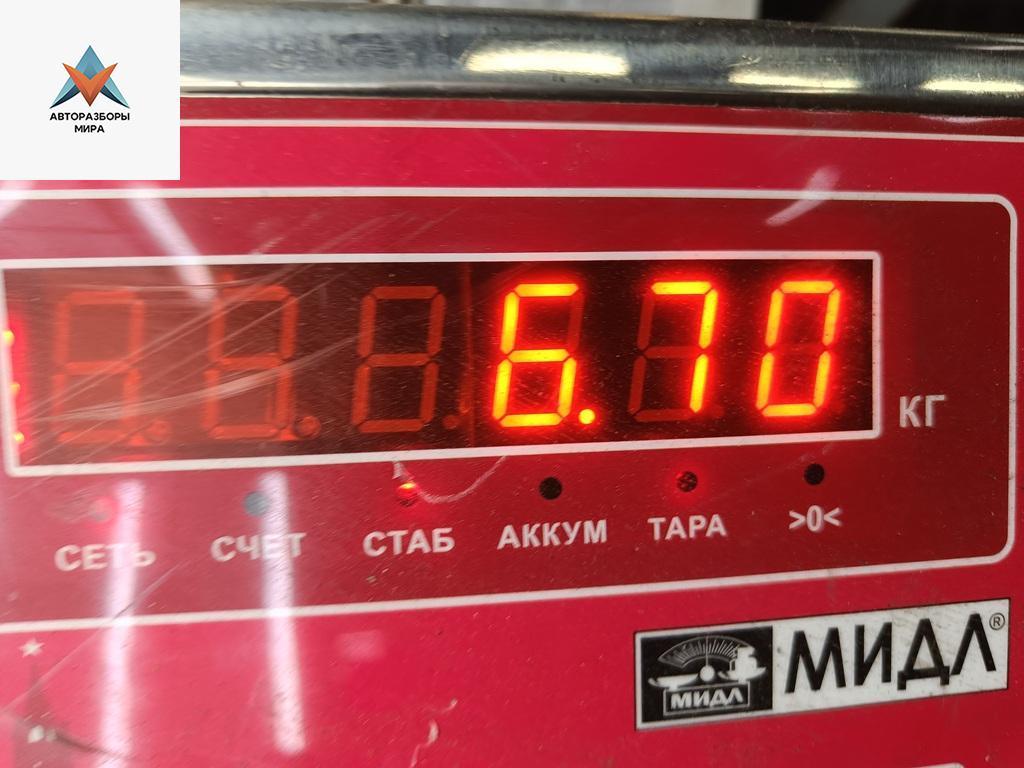 АВТОРАЗБОРЫ
МИРА
6.70
КГ
СЕТЬ СЧЕТ СТАБ АККУМ ТАРА >0<
МИДЛ МИДЛ®